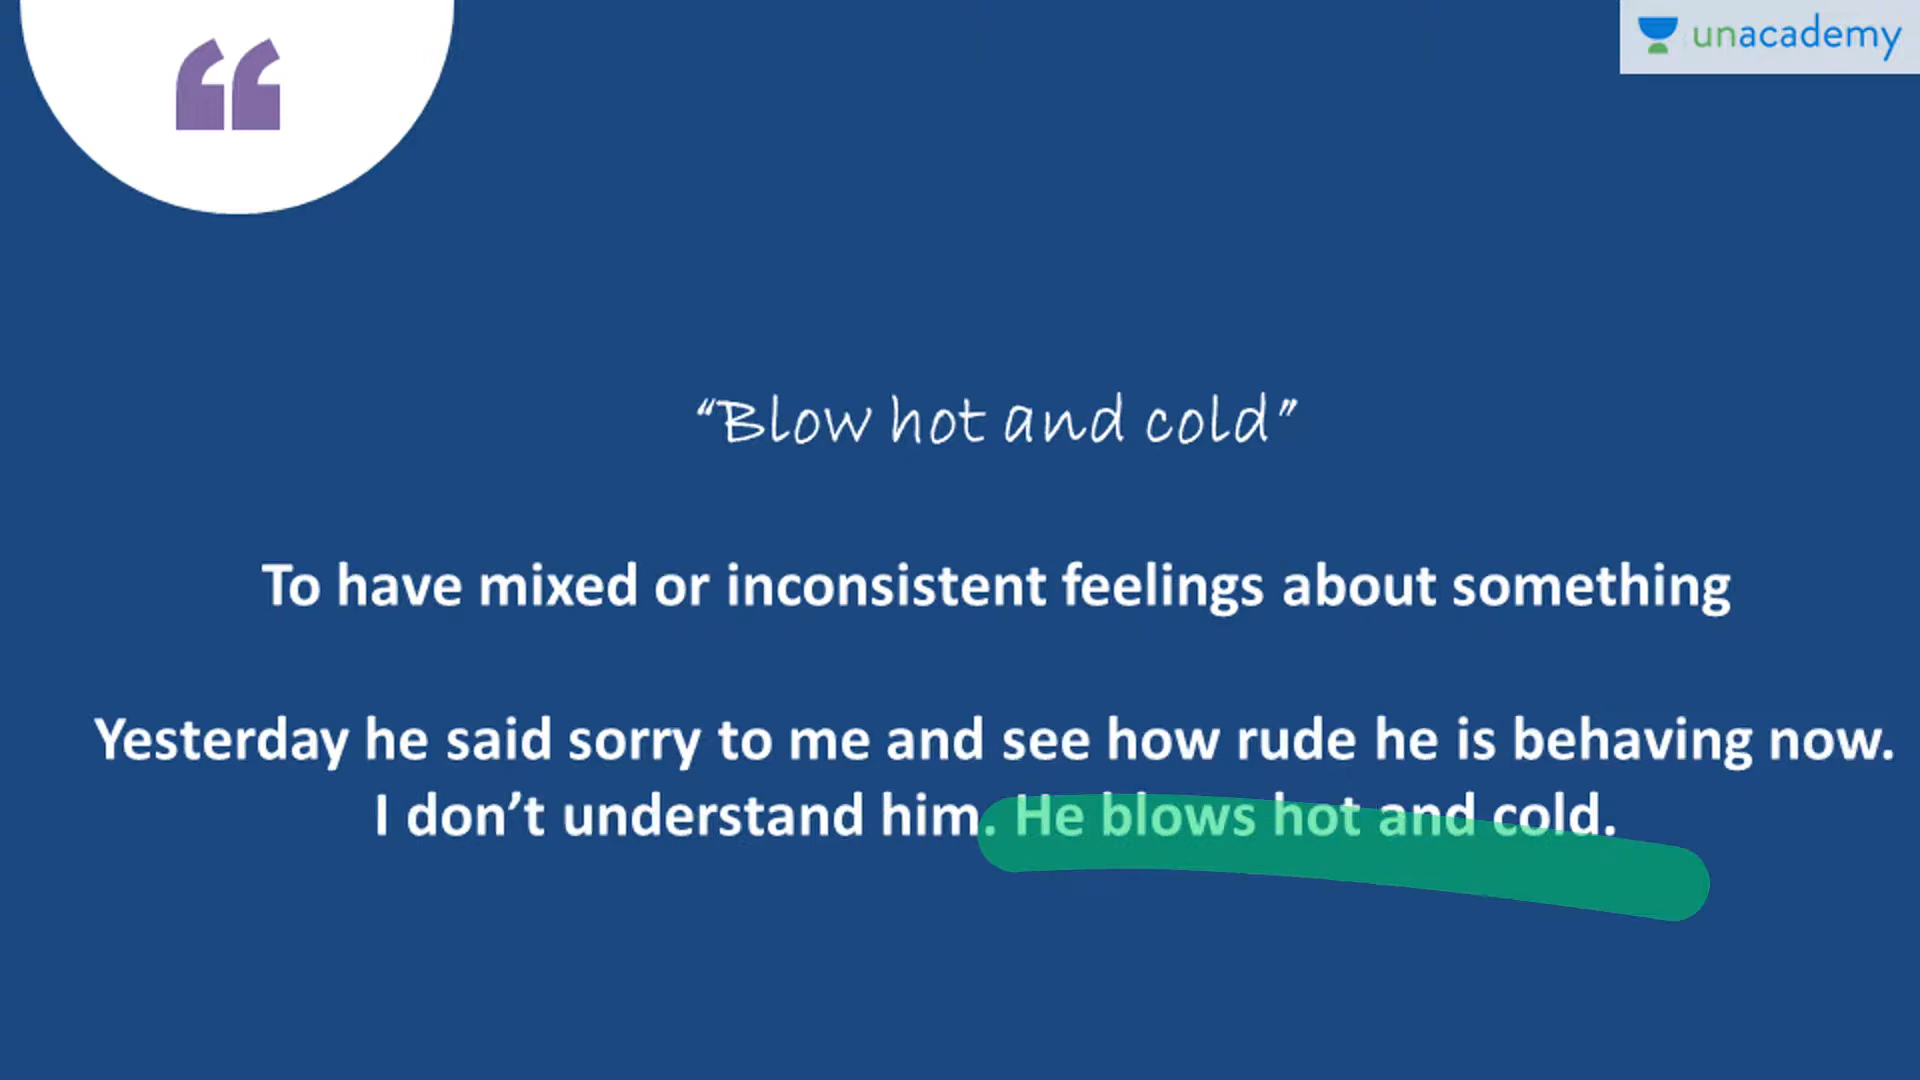 unacademy
“Blow hot and cold”
To have mixed or inconsistent feelings about something
Yesterday he said sorry to me and see how rude he is behaving now.
I don’t understand him. He blows hot and cold.